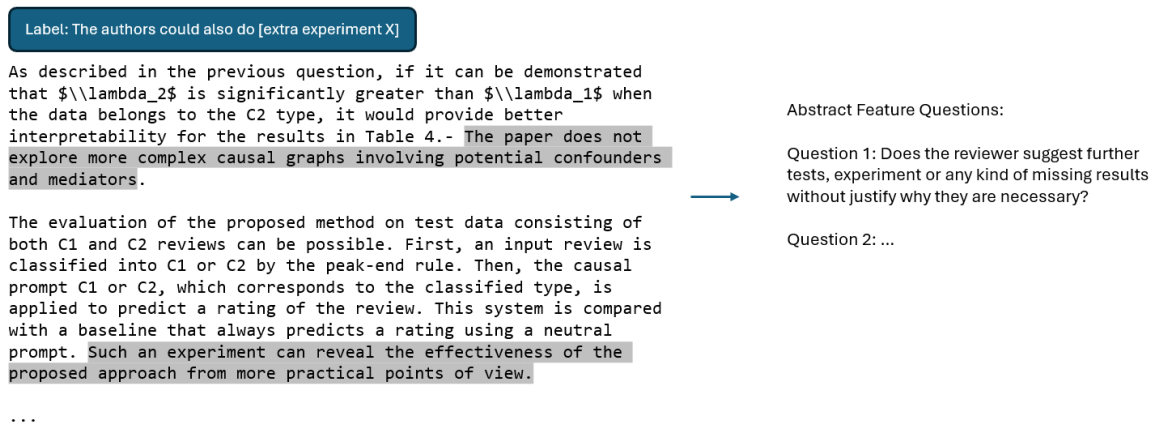 Label: The authors could also do [extra experiment X]
As described in the previous question, if it can be demonstrated
that $\\lambda_2$ is significantly greater than $\\lambda_1$ when
the data belongs to the C2 type, it would provide better
interpretability for the results in Table 4.- The paper does not
explore more complex causal graphs involving potential confounders
and mediators.
The evaluation of the proposed method on test data consisting of
both C1 and C2 reviews can be possible. First, an input review is
classified into C1 or C2 by the peak-end rule. Then, the causal
prompt C1 or C2, which corresponds to the classified type, is
applied to predict a rating of the review. This system is compared
with a baseline that always predicts a rating using a neutral
prompt. Such an experiment can reveal the effectiveness of the
proposed approach from more practical points of view.
...
Abstract Feature Questions:
Question 1: Does the reviewer suggest further
tests, experiment or any kind of missing results
without justify why they are necessary?
Question 2: ...